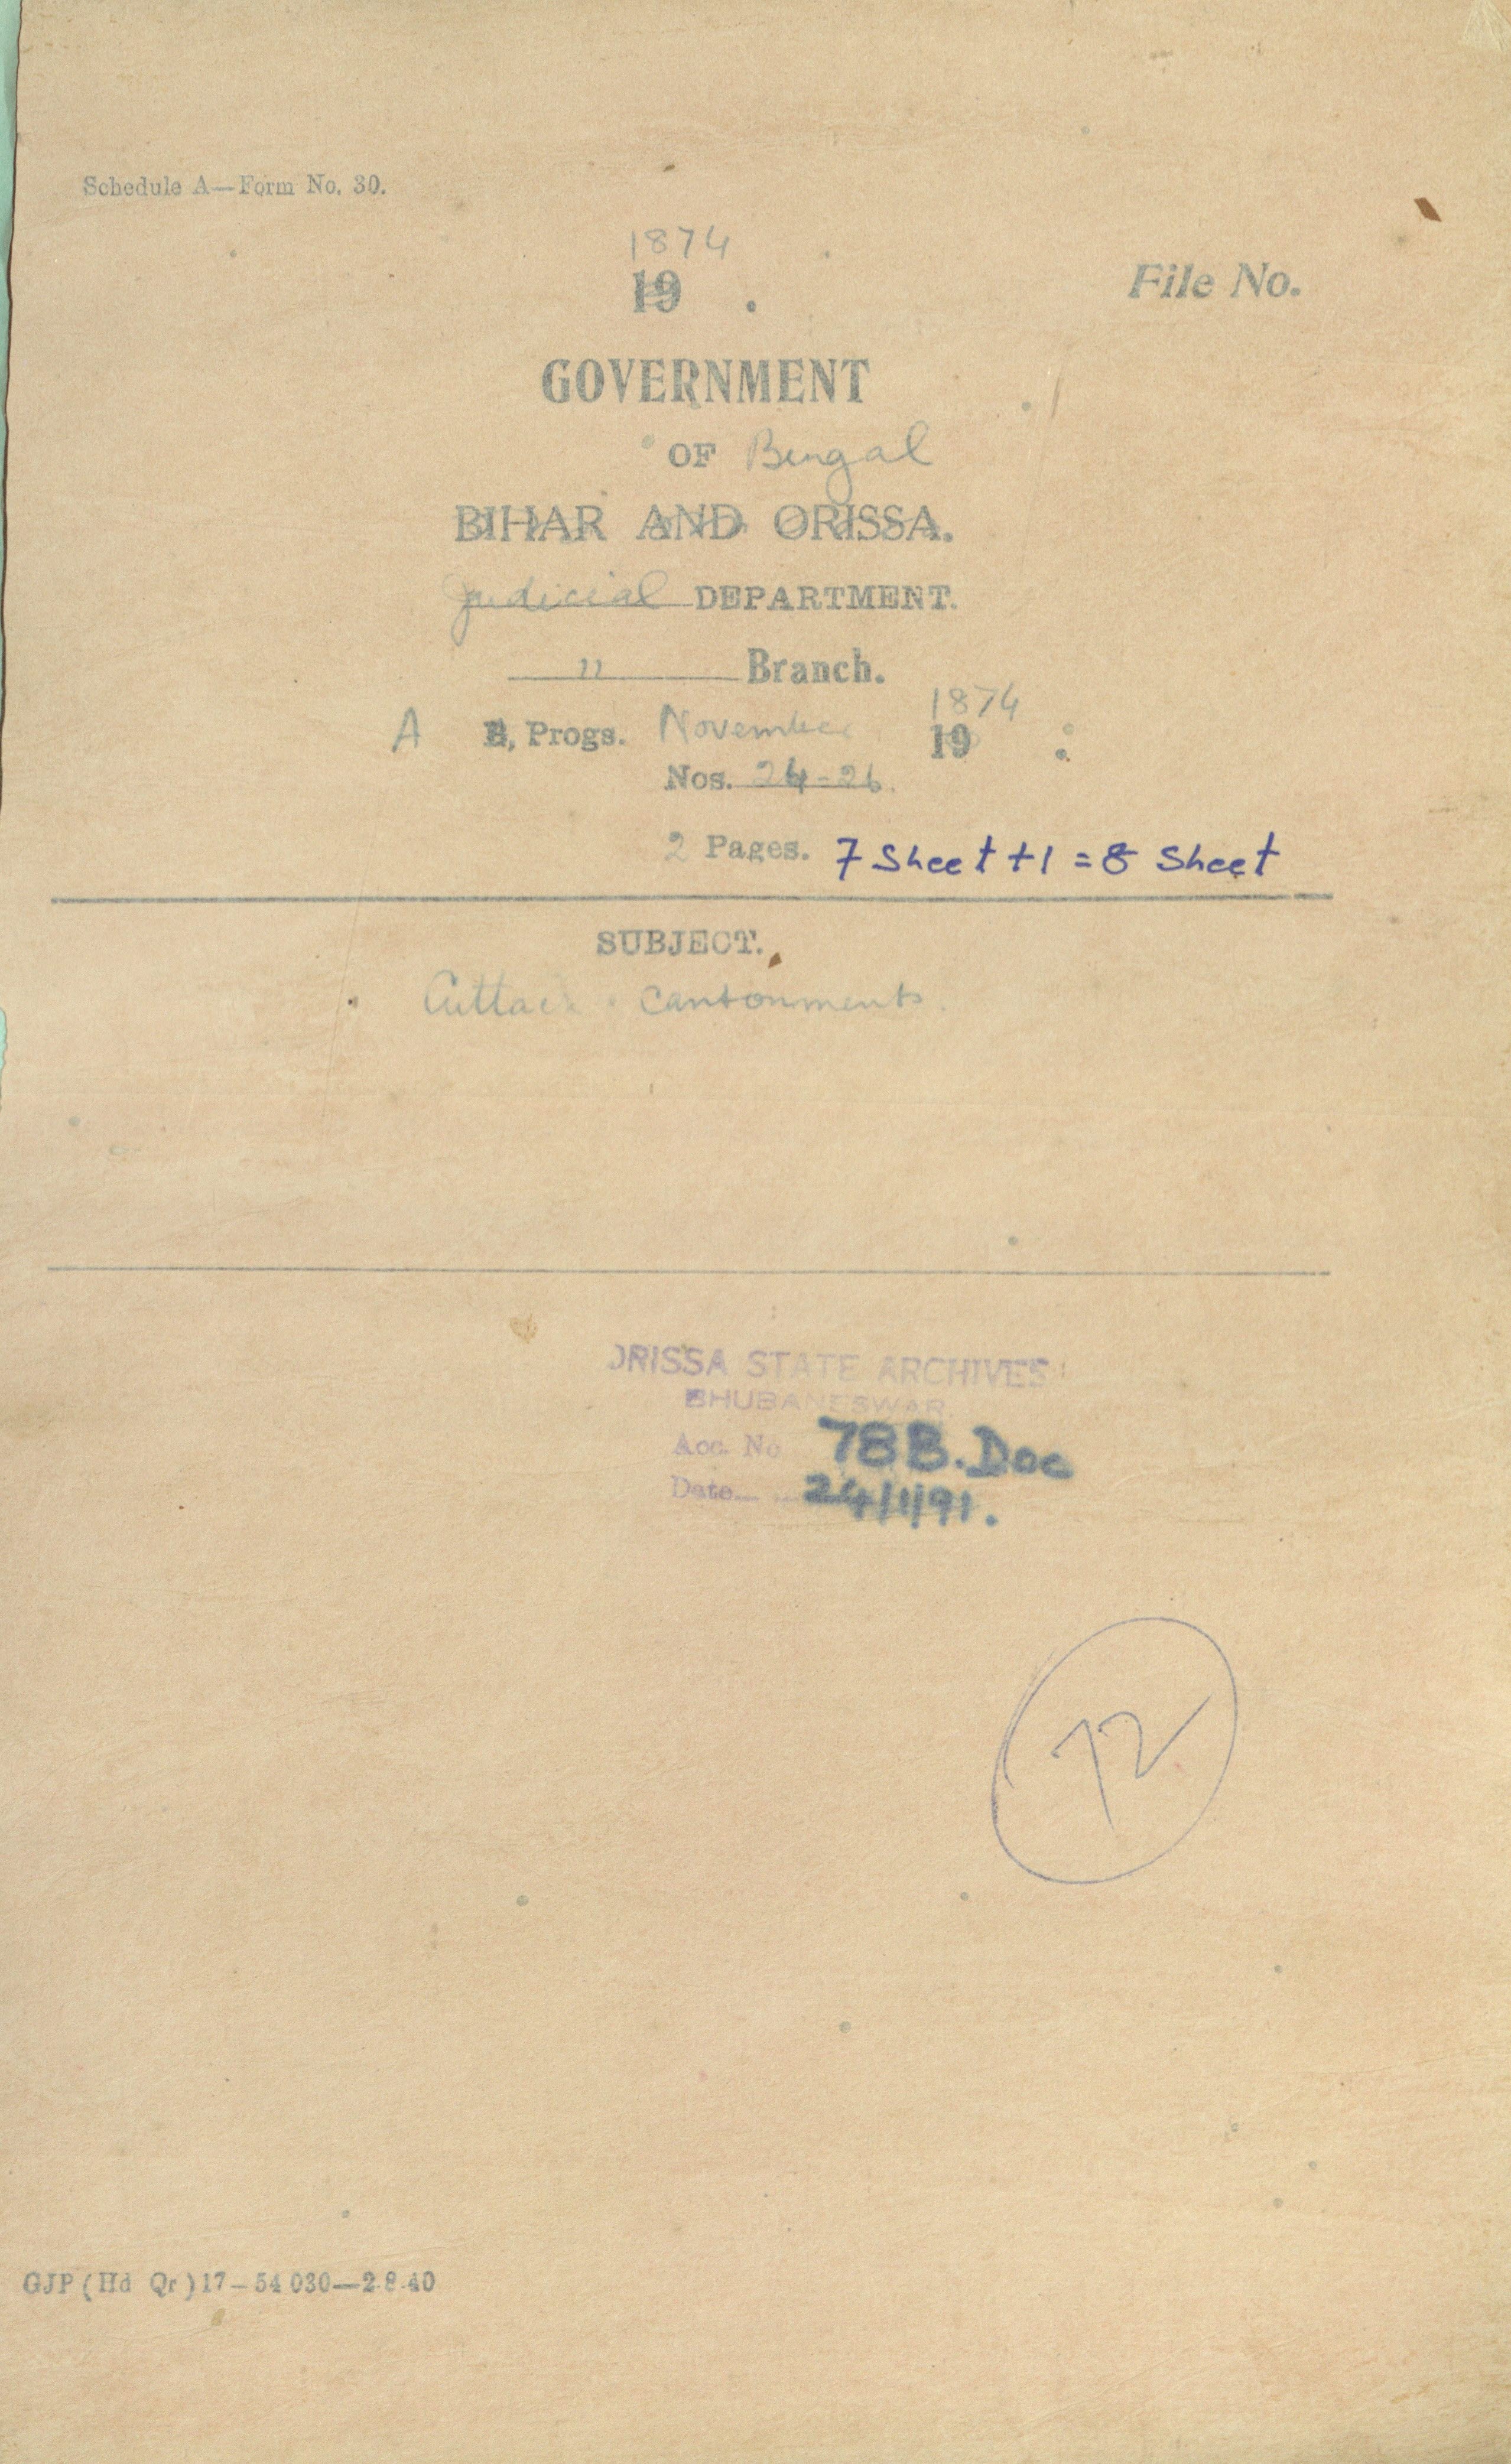 Schedule A—Form No. 30.
1874
19 .
File No.
GOVERNMENT
OF Bengal
BIHAR AND ORISSA.
Judicial DEPARTMENT.
" Branch.
1874
A B, Progs. November 19 .
Nos. 24-26.
2 Pages. 7 Sheet + 1 = 8 Sheet
SUBJECT.
Cuttack Cantonments.
ORISSA STATE ARCHIVES
BHUBANESWAR
Acc. No 78 B. Doc
Date 24/1/91.
72
GJP (Hd Qr) 17—54 030—2 8 40